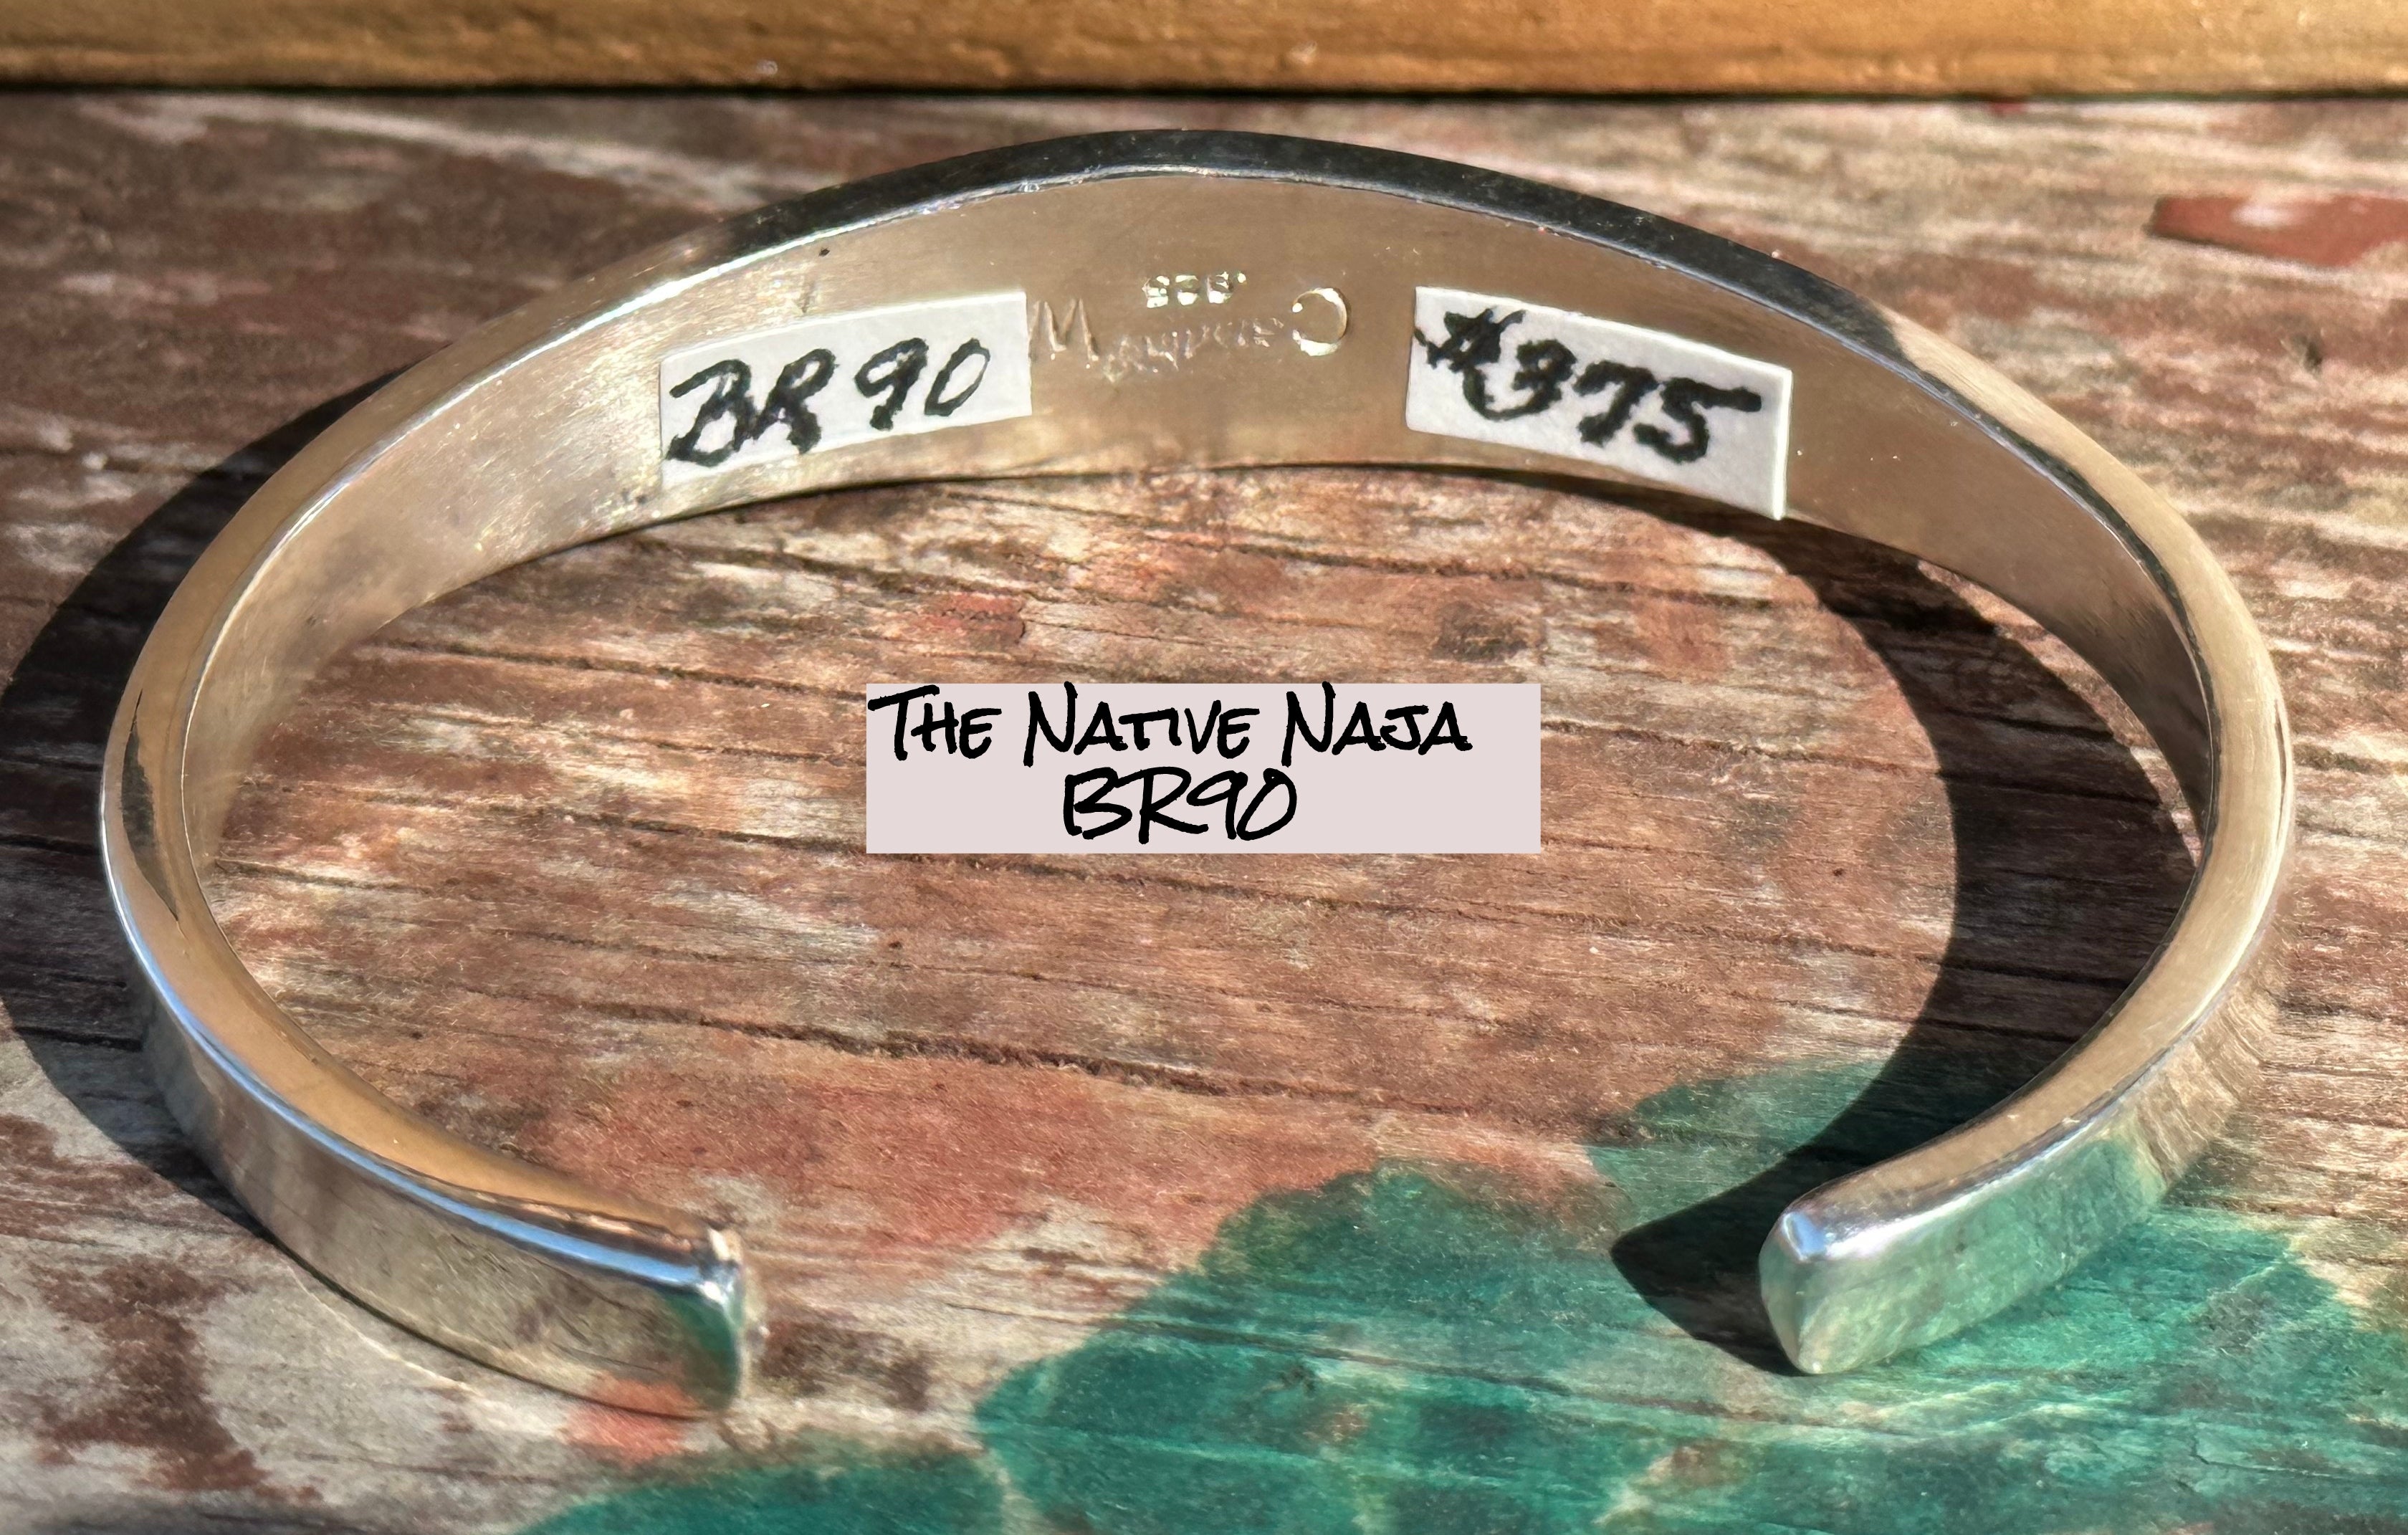 .925
BR90
$375
THE NATIVE NAJA
BR90